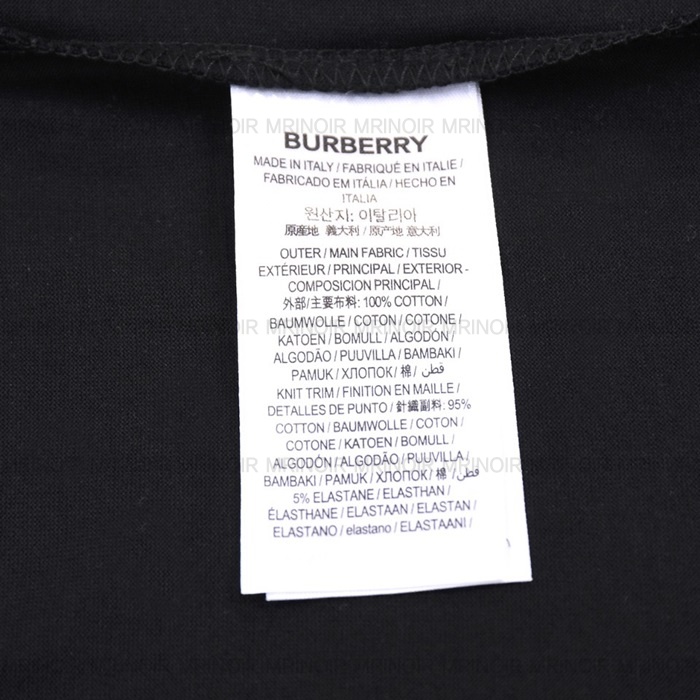 BURBERRY
MADE IN ITALY / FABRIQUÉ EN ITALIE /
FABRICADO EM ITÁLIA / HECHO EN
ITALIA
원산지: 이탈리아
原産地 義大利 / 原产地 意大利
OUTER / MAIN FABRIC / TISSU
EXTÉRIEUR / PRINCIPAL / EXTERIOR -
COMPOSICION PRINCIPAL /
外部/主要布料: 100% COTTON /
BAUMWOLLE / COTON / COTONE /
KATOEN / BOMULL / ALGODÓN /
ALGODÃO / PUUVILLA / BAMBAKI /
PAMUK / ХЛОПОК / 棉 / قطن
KNIT TRIM / FINITION EN MAILLE /
DETALLES DE PUNTO / 針織副料: 95%
COTTON / BAUMWOLLE / COTON /
COTONE / KATOEN / BOMULL /
ALGODÓN / ALGODÃO / PUUVILLA /
BAMBAKI / PAMUK / ХЛОПОК / 棉 / قطن/
5% ELASTANE / ELASTHAN /
ÉLASTHANE / ELASTAAN / ELASTAN /
ELASTANO / elastano / ELASTAANI /
MRINOIR MRINOIR MRINOIR